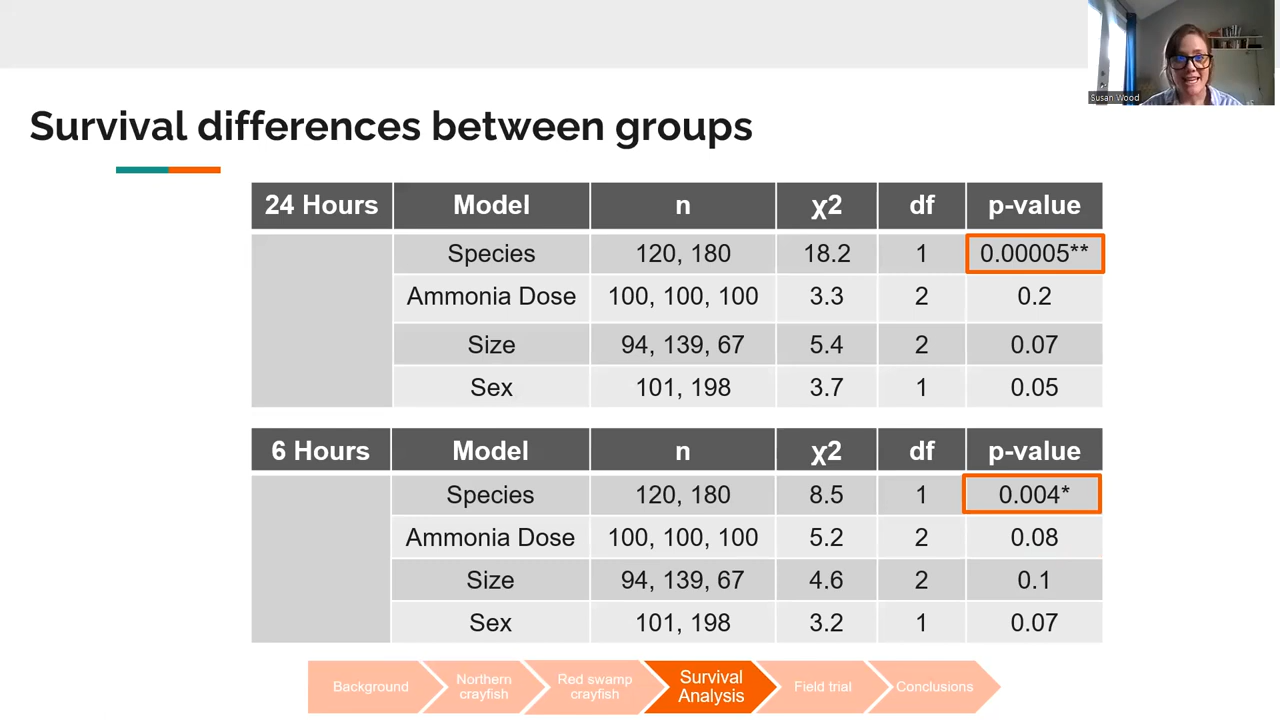 Susan Wood
Survival differences between groups
24 Hours Model n χ2 df p-value
Species 120, 180 18.2 1 0.00005**
Ammonia Dose 100, 100, 100 3.3 2 0.2
Size 94, 139, 67 5.4 2 0.07
Sex 101, 198 3.7 1 0.05
6 Hours Model n χ2 df p-value
Species 120, 180 8.5 1 0.004*
Ammonia Dose 100, 100, 100 5.2 2 0.08
Size 94, 139, 67 4.6 2 0.1
Sex 101, 198 3.2 1 0.07
Background
Northern
crayfish
Red swamp
crayfish
Survival
Analysis
Field trial
Conclusions